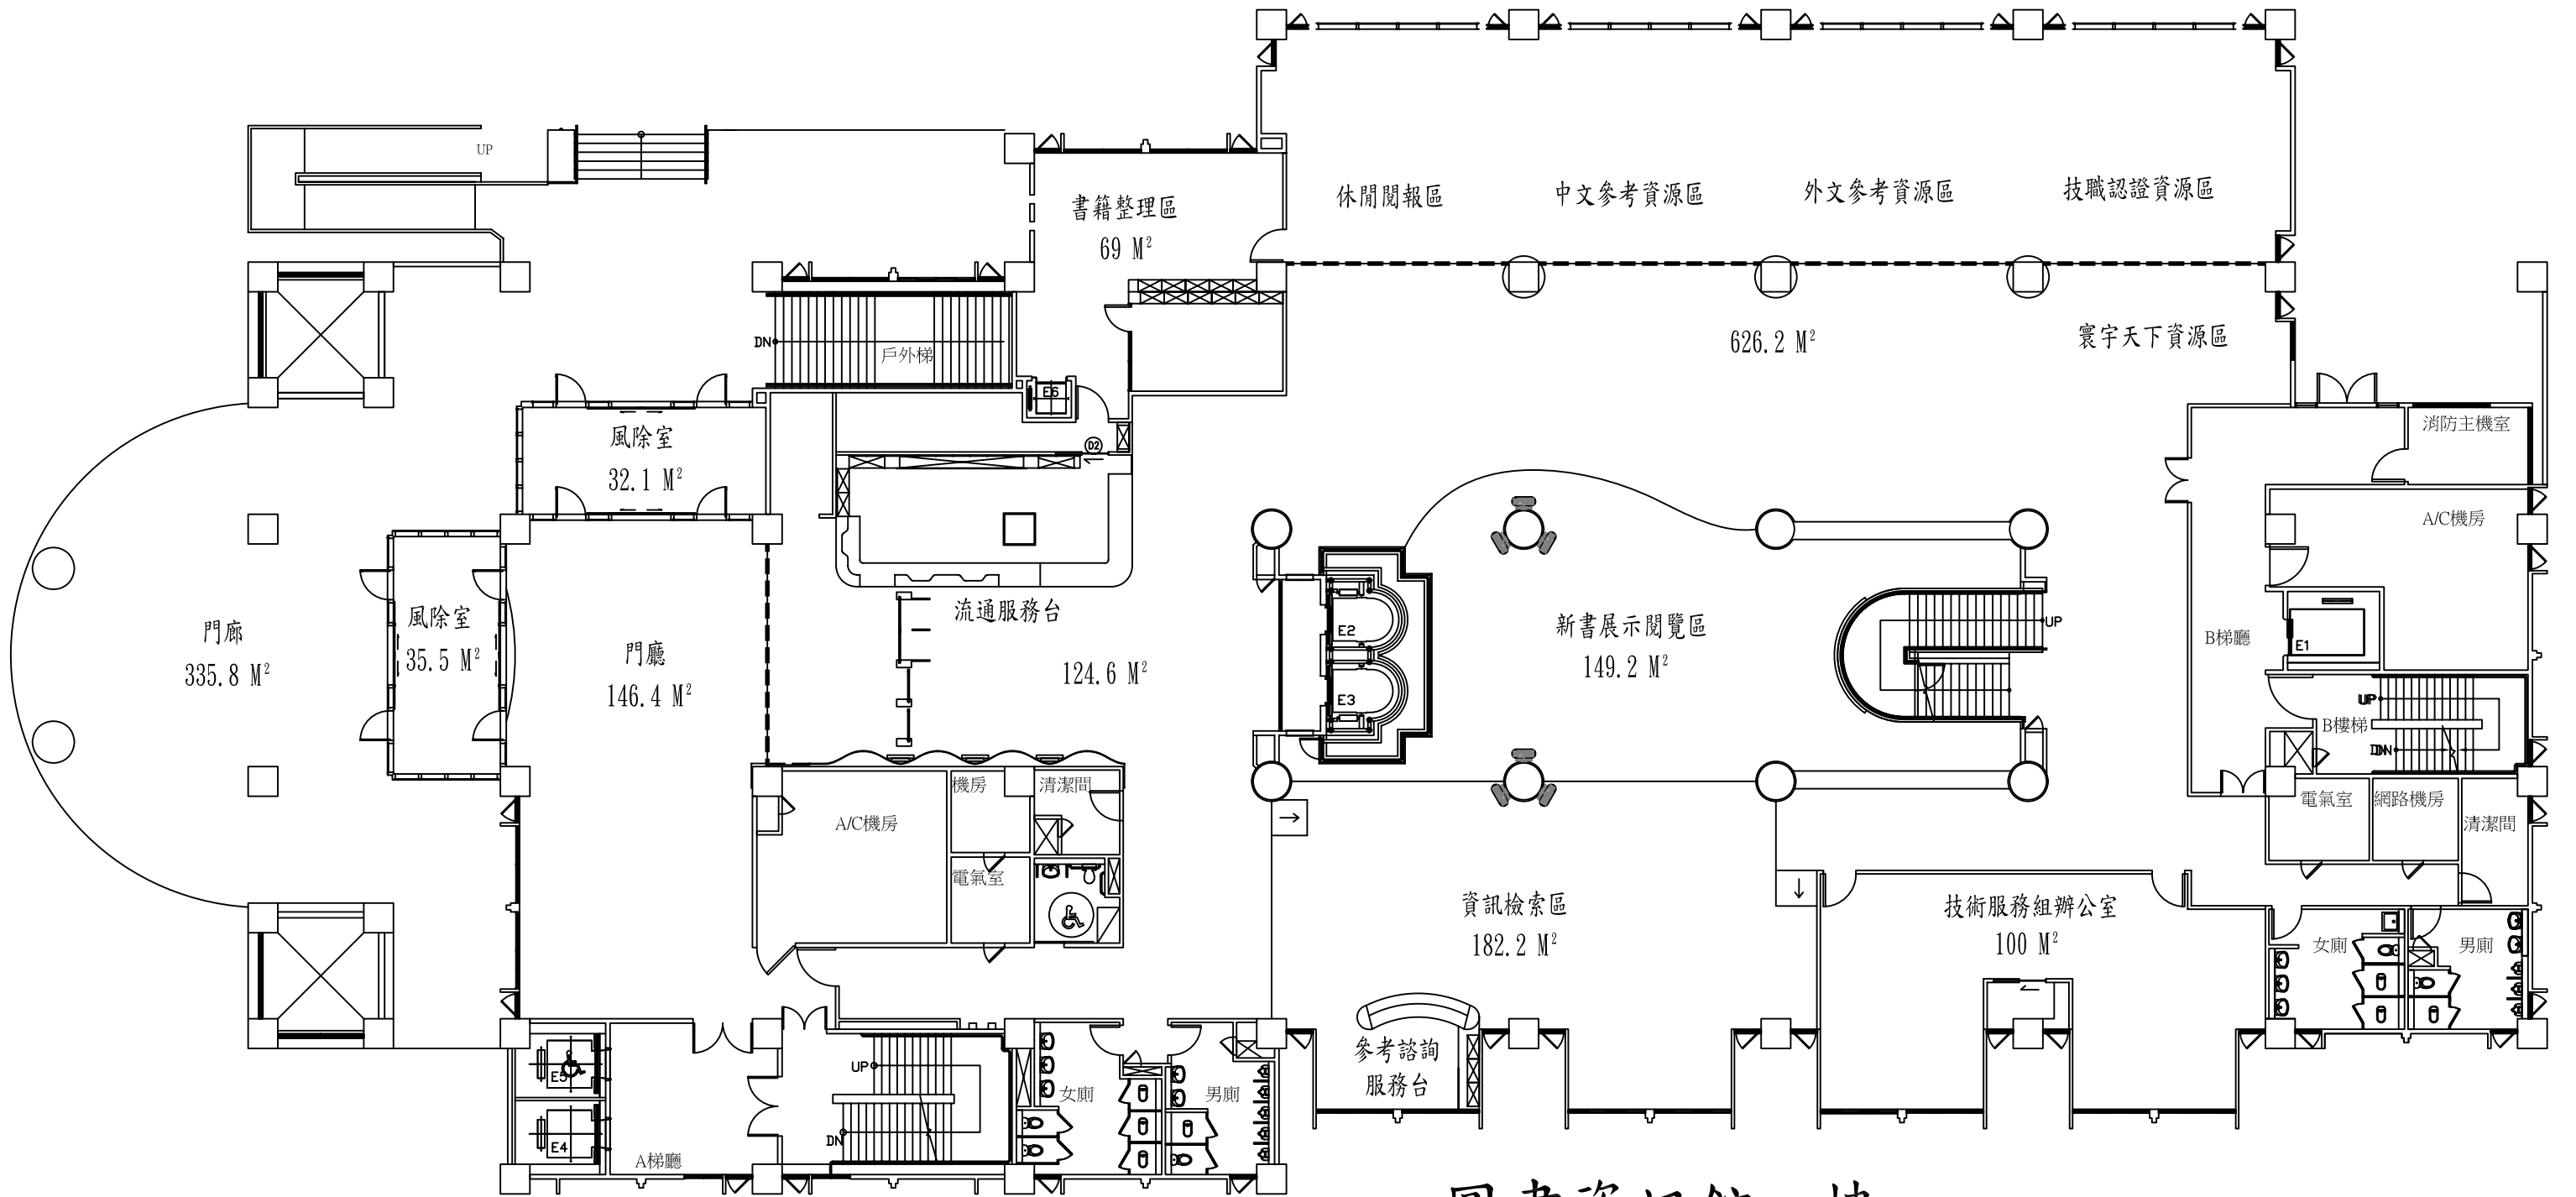 UP
書籍整理區
69 M²
休閒閱報區
中文參考資源區
外文參考資源區
技職認證資源區
626.2 M²
寰宇天下資源區
DN
戶外梯
E6
D2
風除室
32.1 M²
消防主機室
A/C機房
門廊
335.8 M²
風除室
35.5 M²
門廳
146.4 M²
流通服務台
124.6 M²
E2
E3
新書展示閱覽區
149.2 M²
UP
B梯廳
E1
UP
B樓梯
DN
A/C機房
機房
清潔間
電氣室
電氣室
網路機房
清潔間
資訊檢索區
182.2 M²
技術服務組辦公室
100 M²
女廁
男廁
參考諮詢
服務台
E5
E4
A梯廳
UP
DN
女廁
男廁